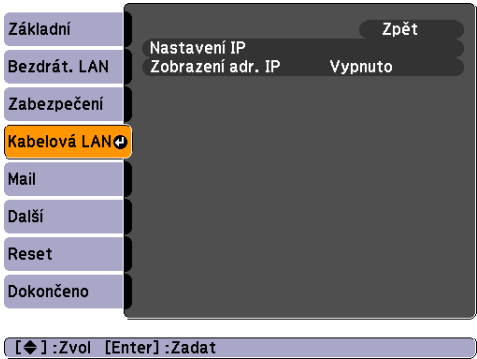 Základní
Bezdrát. LAN
Zabezpečení
Kabelová LAN
Mail
Další
Reset
Dokončeno
Zpět
Nastavení IP
Zobrazení adr. IP Vypnuto
[ ] :Zvol [Enter] :Zadat